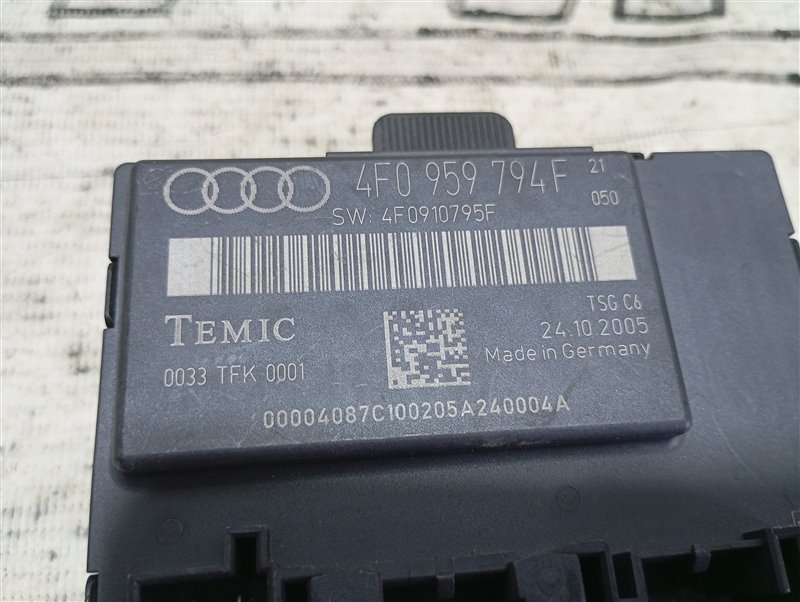 4F0 959 794 F 21
050
SW: 4F0910795F
TEMIC
TSG C6
24.10.2005
Made in Germany
0033 TFK 0001
00004087C100205A240004A